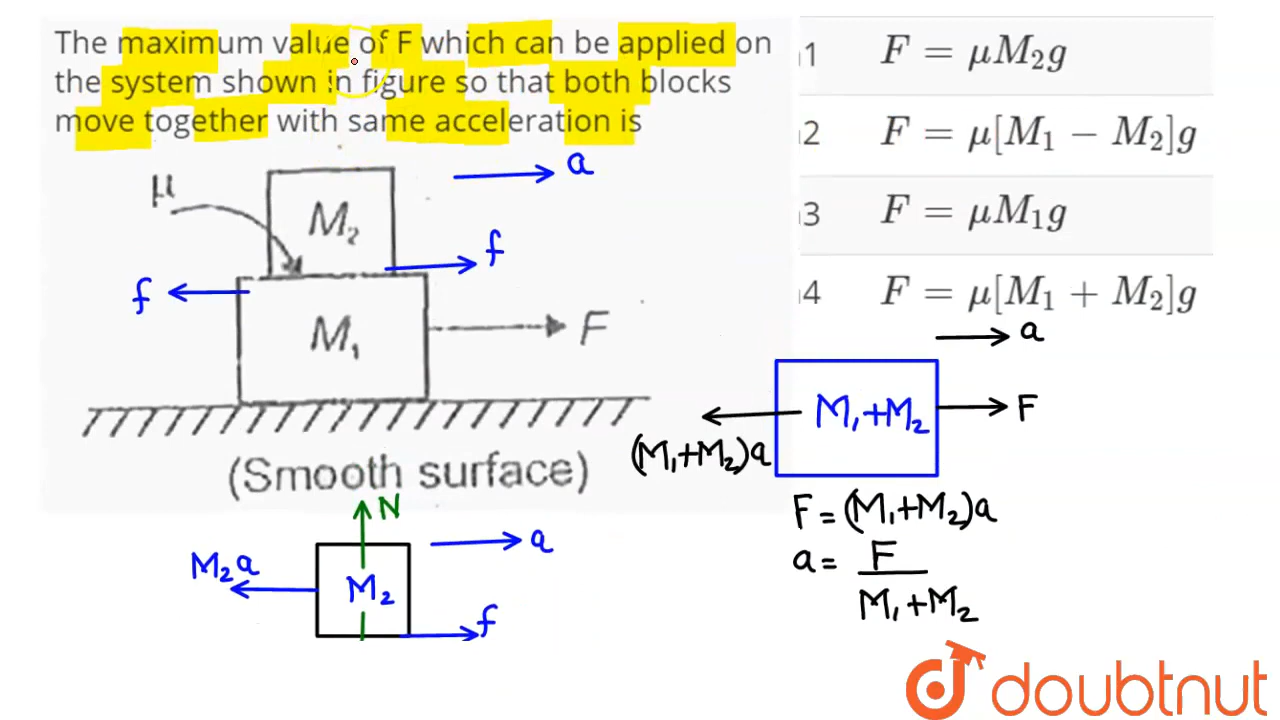 The maximum value of F which can be applied on
the system shown in figure so that both blocks
move together with same acceleration is
1 F = μM₂g
2 F = μ[M₁ − M₂]g
3 F = μM₁g
4 F = μ[M₁ + M₂]g
a
μ
M₂
f
f
M₁
F
(Smooth surface)
a
M₁+M₂
F
(M₁+M₂)a
F = (M₁+M₂)a
a = F
M₁+M₂
N
a
M₂a
M₂
f
doubtnut